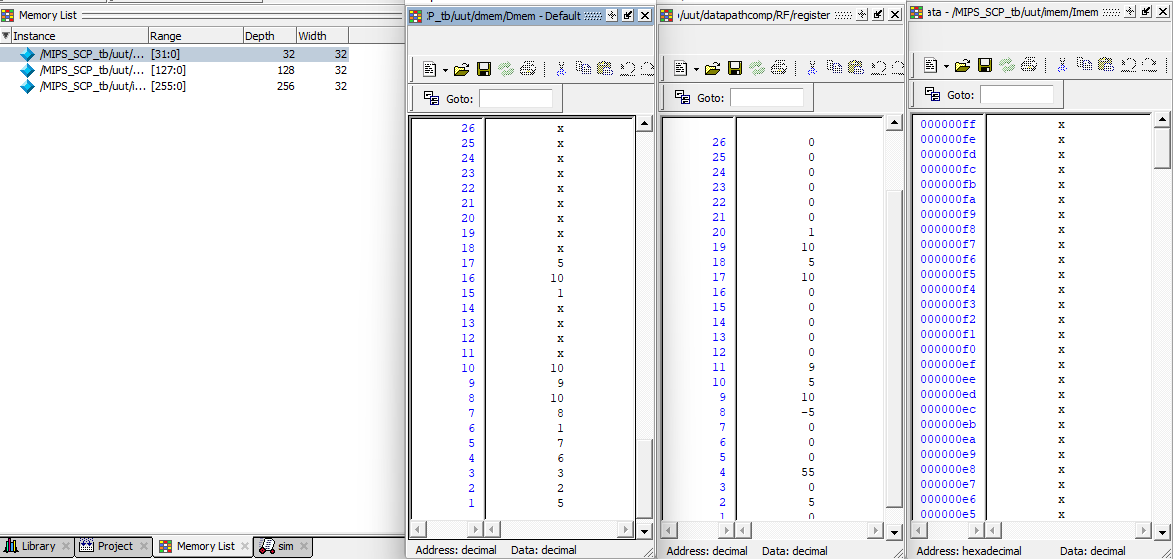 Memory List
Instance Range Depth Width
/MIPS_SCP_tb/uut/... [31:0] 32 32
/MIPS_SCP_tb/uut/... [127:0] 128 32
/MIPS_SCP_tb/uut/i... [255:0] 256 32
Library Project Memory List sim
P_tb/uut/dmem/Dmem - Default
Goto:
26 x
25 x
24 x
23 x
22 x
21 x
20 x
19 x
18 x
17 5
16 10
15 1
14 x
13 x
12 x
11 x
10 10
9 9
8 10
7 8
6 1
5 7
4 6
3 3
2 2
1 5
Address: decimal Data: decimal
/uut/datapathcomp/RF/register
Goto:
26 0
25 0
24 0
23 0
22 0
21 0
20 1
19 10
18 5
17 10
16 0
15 0
14 0
13 0
12 0
11 9
10 5
9 10
8 -5
7 0
6 0
5 0
4 55
3 0
2 5
1 0
Address: decimal Data: decimal
ata - /MIPS_SCP_tb/uut/imem/Imem
Goto:
000000ff x
000000fe x
000000fd x
000000fc x
000000fb x
000000fa x
000000f9 x
000000f8 x
000000f7 x
000000f6 x
000000f5 x
000000f4 x
000000f3 x
000000f2 x
000000f1 x
000000f0 x
000000ef x
000000ee x
000000ed x
000000ec x
000000eb x
000000ea x
000000e9 x
000000e8 x
000000e7 x
000000e6 x
000000e5 x
Address: hexadecimal Data: decimal